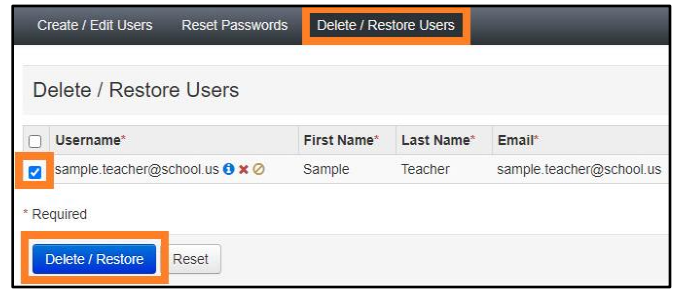 Create / Edit Users Reset Passwords Delete / Restore Users
Delete / Restore Users
Username* First Name* Last Name* Email*
sample.teacher@school.us Sample Teacher sample.teacher@school.us
* Required
Delete / Restore Reset